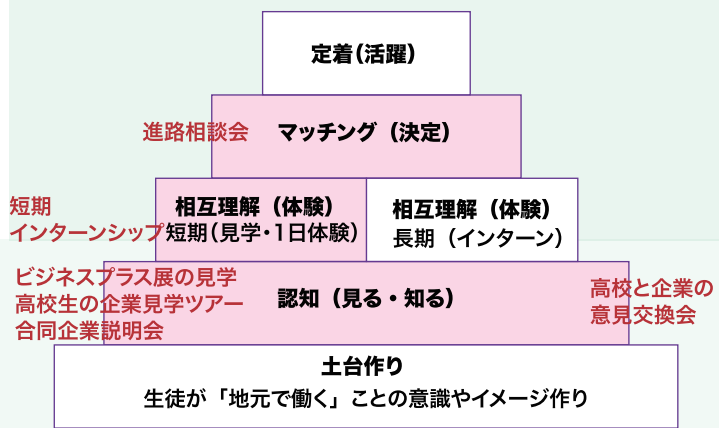 定着（活躍）
進路相談会
マッチング（決定）
短期
インターンシップ
相互理解（体験）
短期（見学・1日体験）
相互理解（体験）
長期（インターン）
ビジネスプラス展の見学
高校生の企業見学ツアー
合同企業説明会
認知（見る・知る）
高校と企業の
意見交換会
土台作り
生徒が「地元で働く」ことの意識やイメージ作り